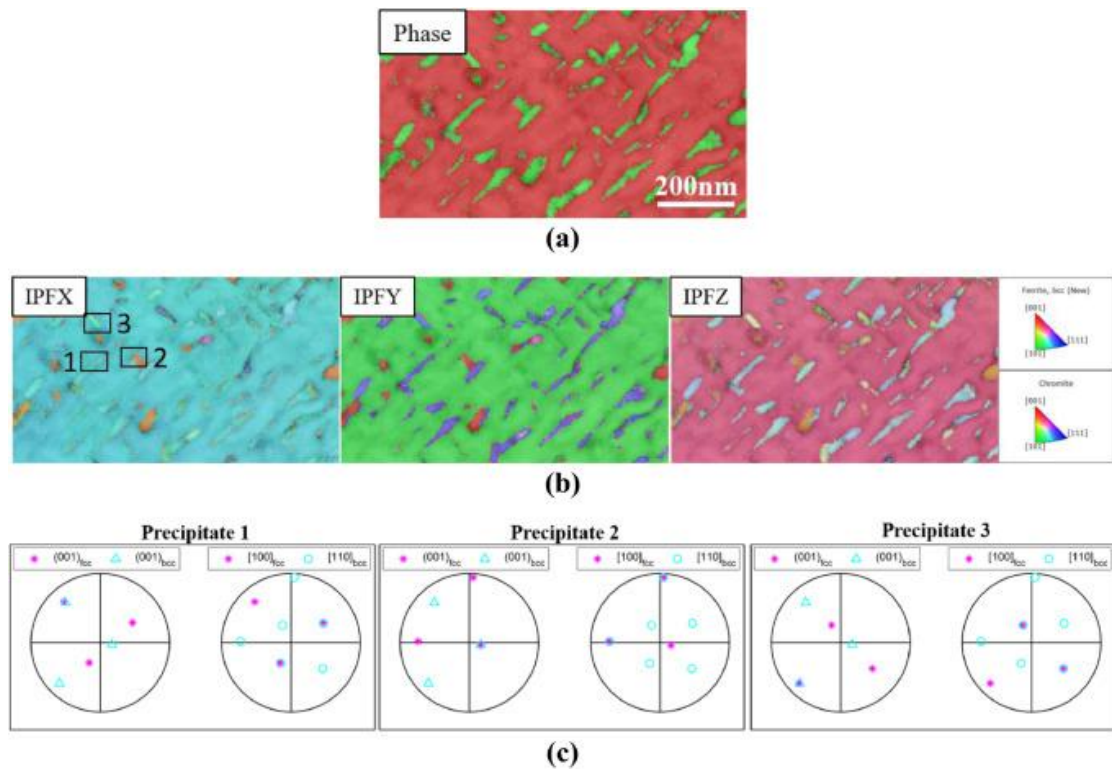 Phase
200nm
(a)
IPFX
IPFY
IPFZ
3
1
2
Ferrite, bcc (New)
[001]
[101]
[111]
Chromite
[001]
[101]
[111]
(b)
Precipitate 1
Precipitate 2
Precipitate 3
(001)fcc (001)bcc [100]fcc [110]bcc
(001)fcc (001)bcc [100]fcc [110]bcc
(001)fcc (001)bcc [100]fcc [110]bcc
(c)